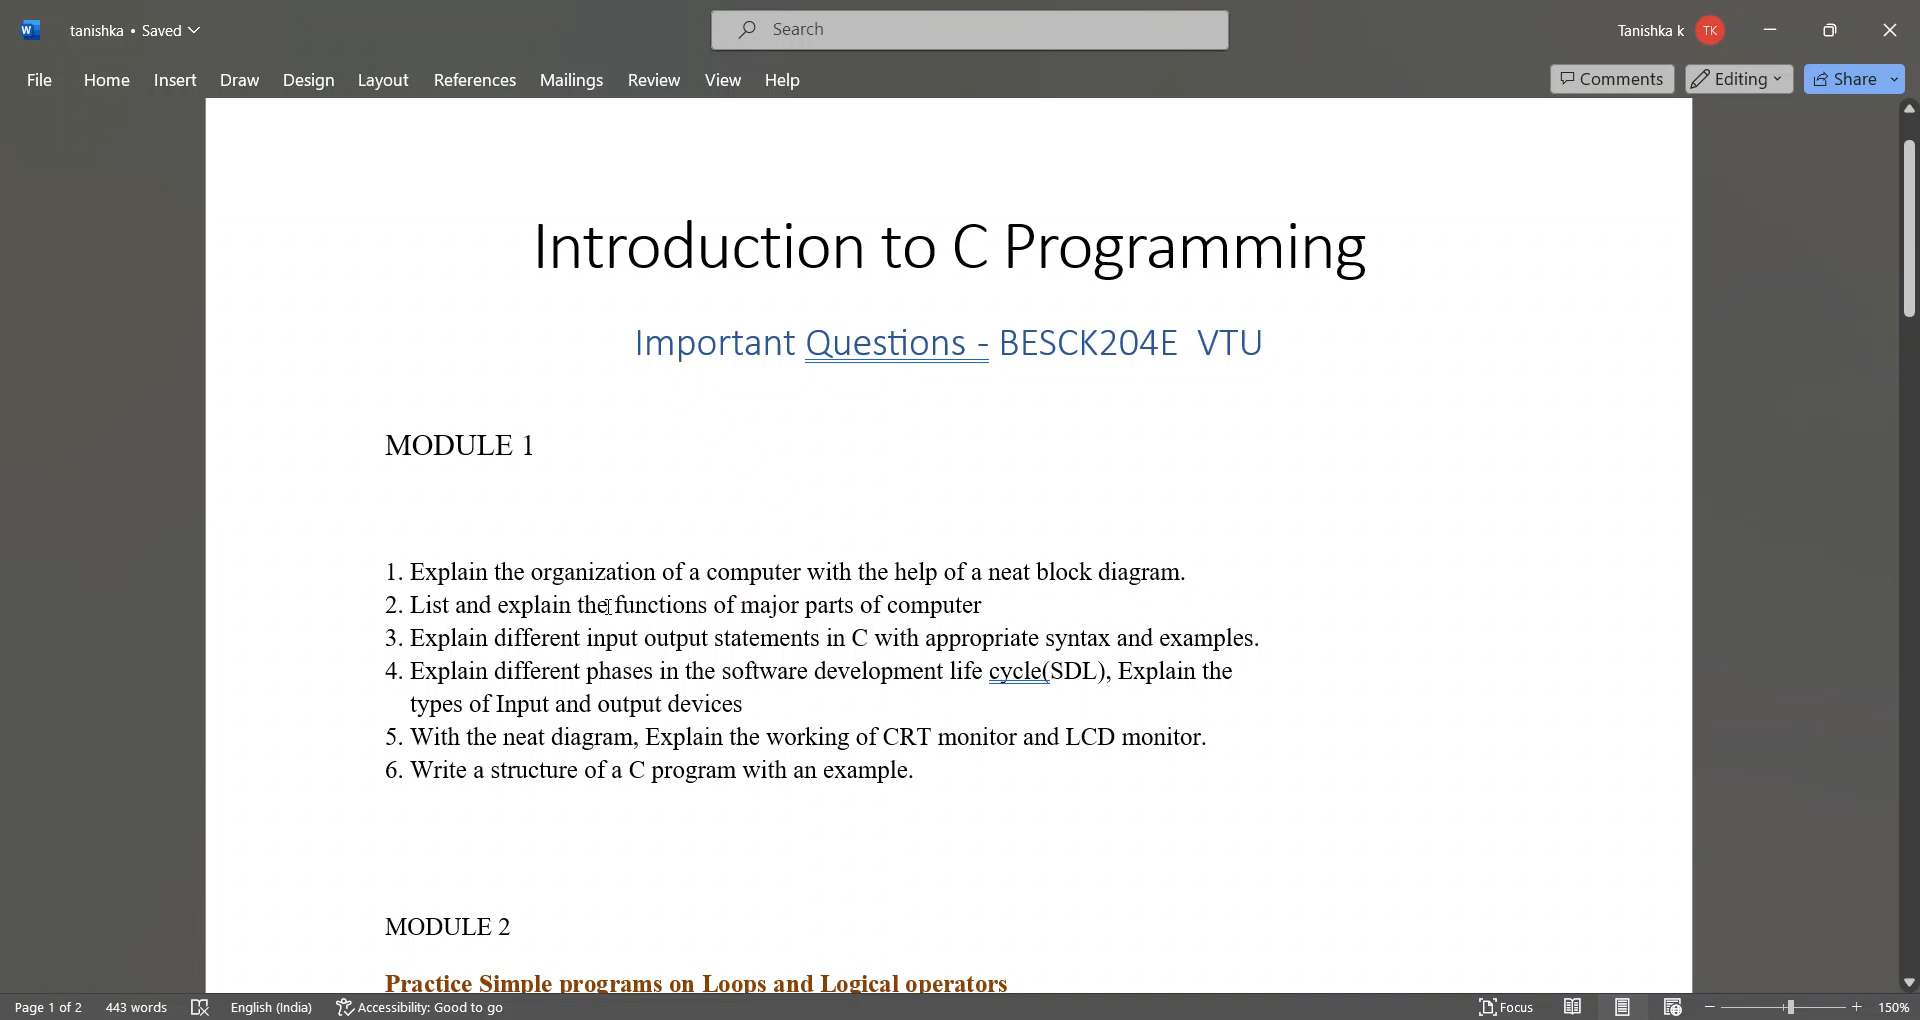 tanishka • Saved
Search
Tanishka k TK
File Home Insert Draw Design Layout References Mailings Review View Help
Comments Editing Share
Introduction to C Programming
Important Questions - BESCK204E VTU
MODULE 1
1. Explain the organization of a computer with the help of a neat block diagram.
2. List and explain the functions of major parts of computer
3. Explain different input output statements in C with appropriate syntax and examples.
4. Explain different phases in the software development life cycle(SDL), Explain the
types of Input and output devices
5. With the neat diagram, Explain the working of CRT monitor and LCD monitor.
6. Write a structure of a C program with an example.
MODULE 2
Practice Simple programs on Loops and Logical operators
Page 1 of 2 443 words English (India) Accessibility: Good to go Focus 150%